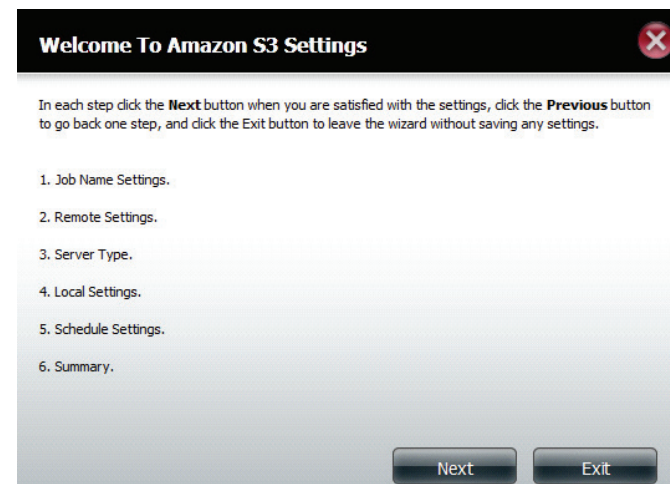 Welcome To Amazon S3 Settings
In each step click the Next button when you are satisfied with the settings, click the Previous button
to go back one step, and click the Exit button to leave the wizard without saving any settings.
1. Job Name Settings.
2. Remote Settings.
3. Server Type.
4. Local Settings.
5. Schedule Settings.
6. Summary.
Next Exit